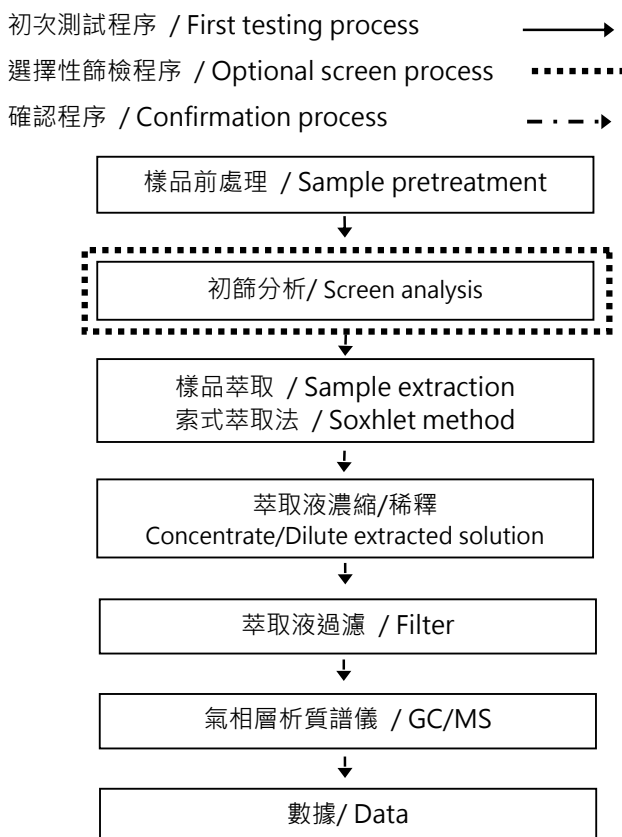 初次測試程序 / First testing process
選擇性篩檢程序 / Optional screen process
確認程序 / Confirmation process
樣品前處理 / Sample pretreatment
初篩分析/ Screen analysis
樣品萃取 / Sample extraction
索式萃取法 / Soxhlet method
萃取液濃縮/稀釋
Concentrate/Dilute extracted solution
萃取液過濾 / Filter
氣相層析質譜儀 / GC/MS
數據/ Data